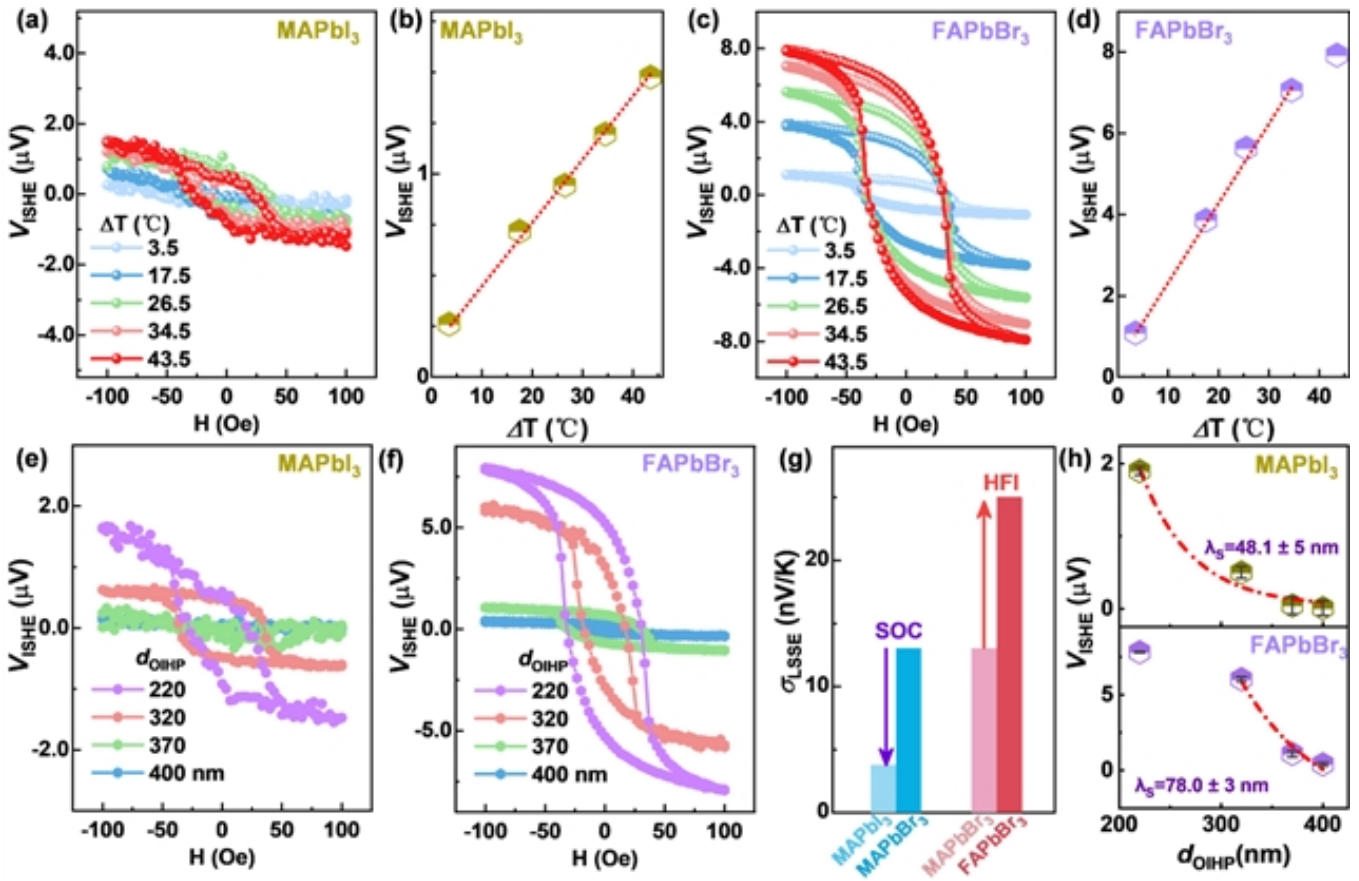 (a) MAPbI3
4.0
2.0
0.0
-2.0
-4.0
VISHE (μV)
ΔT (℃)
3.5
17.5
26.5
34.5
43.5
-100 -50 0 50 100
H (Oe)
(b) MAPbI3
1
0
VISHE (μV)
0 10 20 30 40
ΔT (℃)
(c) FAPbBr3
8.0
4.0
0.0
-4.0
-8.0
VISHE (μV)
ΔT (℃)
3.5
17.5
26.5
34.5
43.5
-100 -50 0 50 100
H (Oe)
(d) FAPbBr3
8
6
4
2
0
VISHE (μV)
0 10 20 30 40
ΔT (℃)
(e) MAPbI3
2.0
0.0
-2.0
VISHE (μV)
dOIHP
220
320
370
400 nm
-100 -50 0 50 100
H (Oe)
(f) FAPbBr3
5.0
0.0
-5.0
VISHE (μV)
dOIHP
220
320
370
400 nm
-100 -50 0 50 100
H (Oe)
(g)
HFI
SOC
20
10
0
σLSSE (nV/K)
MAPbI3
MAPbBr3
MAPbBr3
FAPbBr3
(h) MAPbI3
2
0
λs=48.1 ± 5 nm
VISHE (μV)
FAPbBr3
5
0
λs=78.0 ± 3 nm
200 300 400
dOIHP(nm)